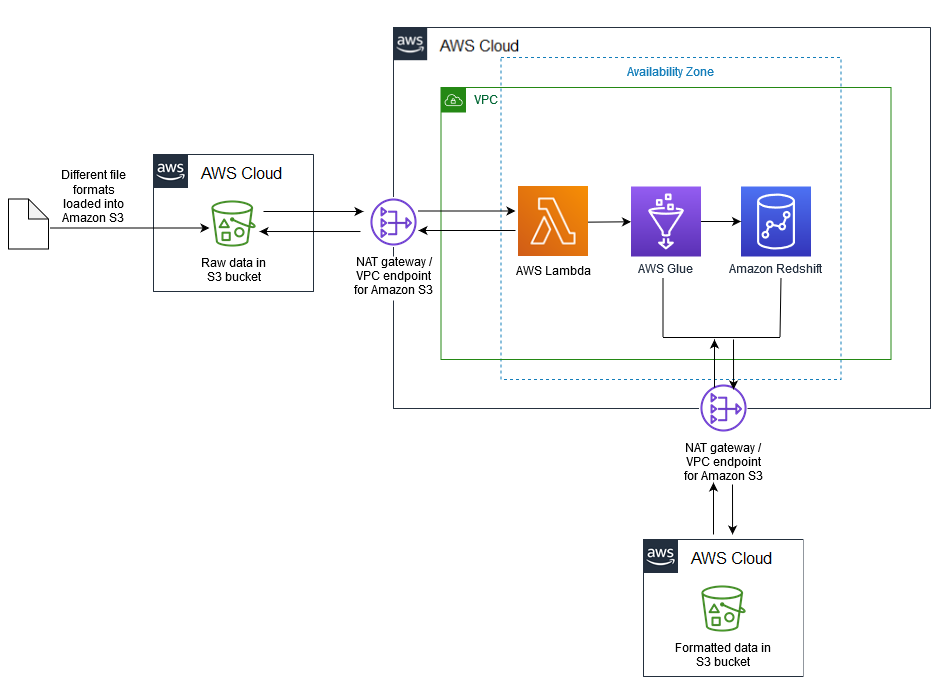 aws
AWS Cloud
Availability Zone
VPC
Different file
formats
loaded into
Amazon S3
aws
AWS Cloud
Raw data in
S3 bucket
NAT gateway /
VPC endpoint
for Amazon S3
AWS Lambda
AWS Glue
Amazon Redshift
NAT gateway /
VPC endpoint
for Amazon S3
aws
AWS Cloud
Formatted data in
S3 bucket